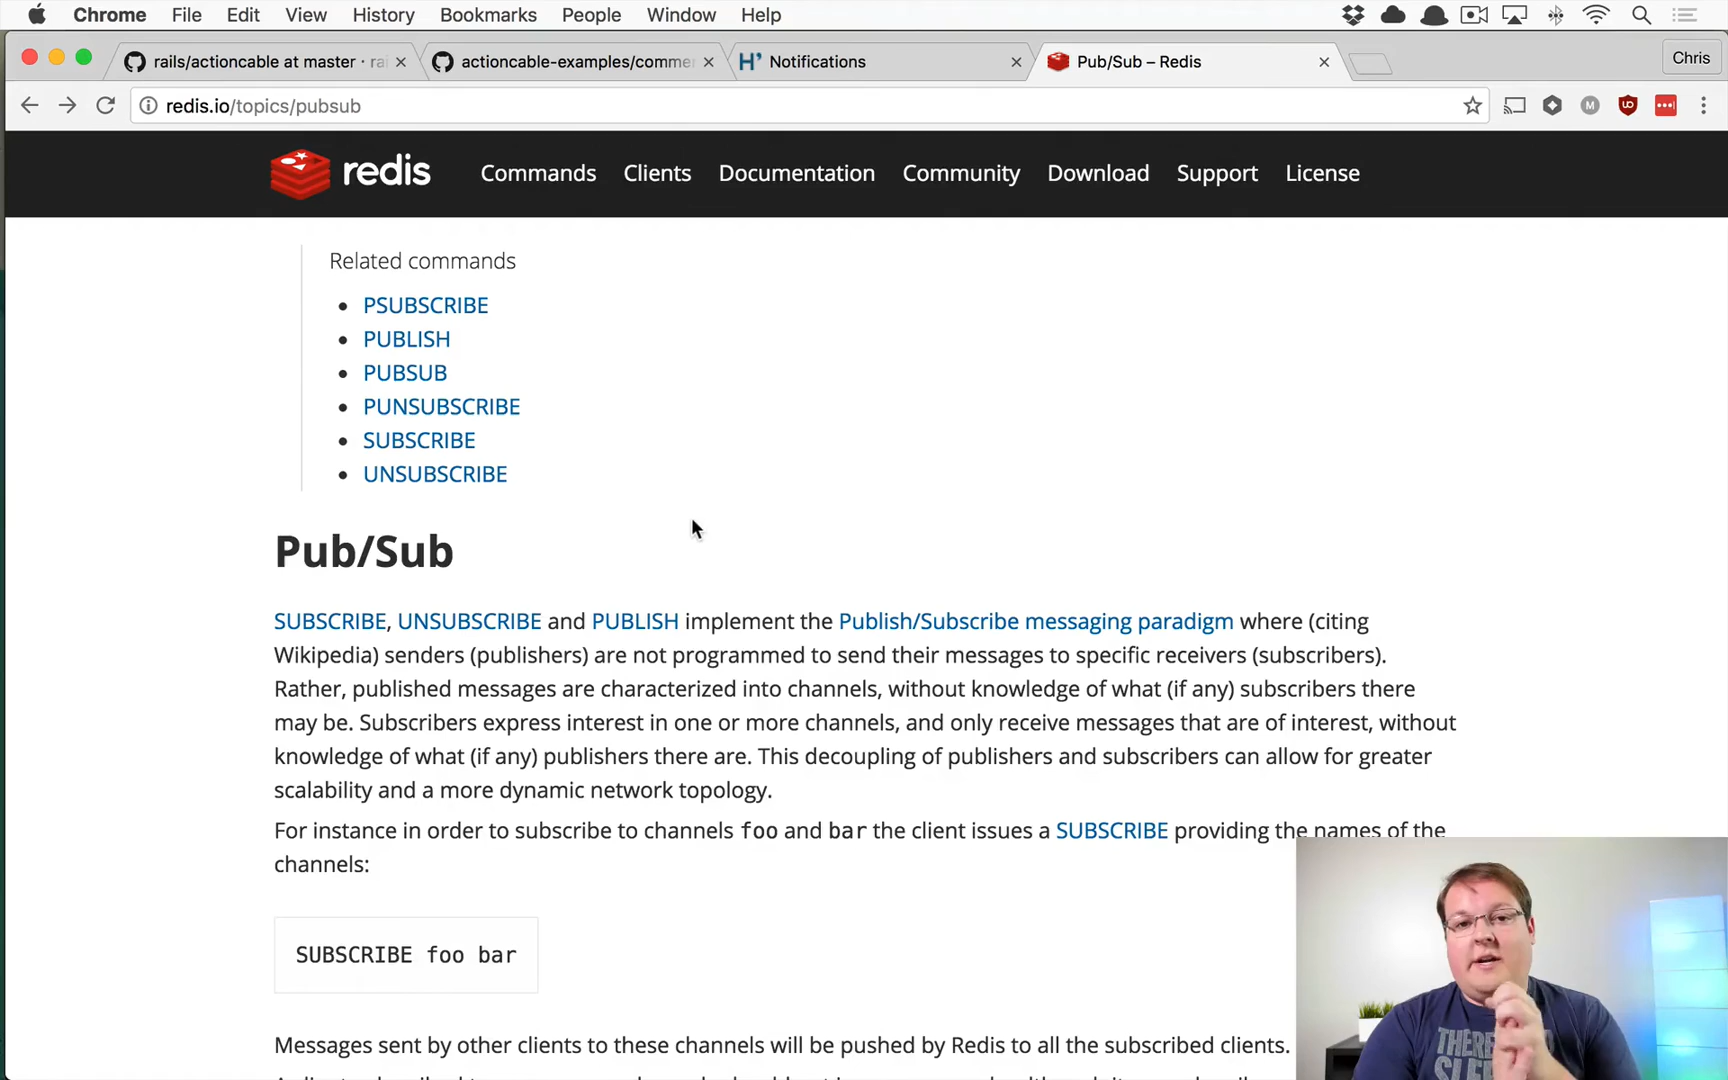 Chrome File Edit View History Bookmarks People Window Help
rails/actioncable at master · rai
actioncable-examples/comme
H' Notifications
Pub/Sub – Redis
Chris
redis.io/topics/pubsub
M
redis Commands Clients Documentation Community Download Support License
Related commands
• PSUBSCRIBE
• PUBLISH
• PUBSUB
• PUNSUBSCRIBE
• SUBSCRIBE
• UNSUBSCRIBE
Pub/Sub
SUBSCRIBE, UNSUBSCRIBE and PUBLISH implement the Publish/Subscribe messaging paradigm where (citing
Wikipedia) senders (publishers) are not programmed to send their messages to specific receivers (subscribers).
Rather, published messages are characterized into channels, without knowledge of what (if any) subscribers there
may be. Subscribers express interest in one or more channels, and only receive messages that are of interest, without
knowledge of what (if any) publishers there are. This decoupling of publishers and subscribers can allow for greater
scalability and a more dynamic network topology.
For instance in order to subscribe to channels foo and bar the client issues a SUBSCRIBE providing the names of the
channels:
SUBSCRIBE foo bar
Messages sent by other clients to these channels will be pushed by Redis to all the subscribed clients.